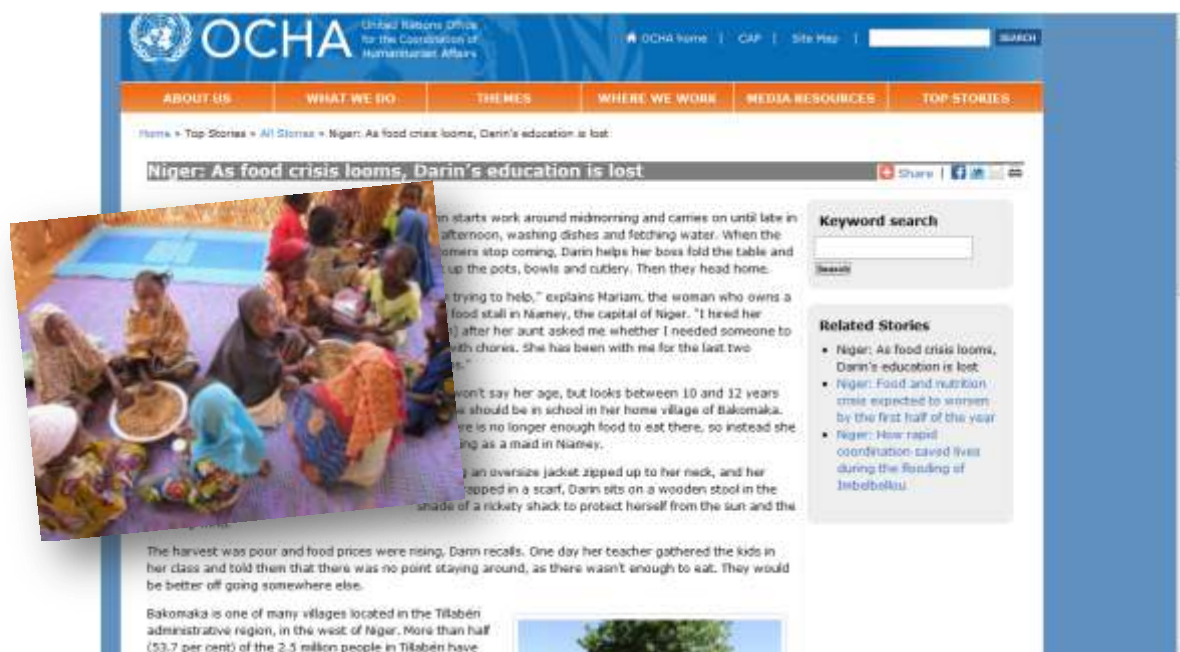 OCHA
United Nations Office
for the Coordination of
Humanitarian Affairs
OCHA home | CAP | Site Map |
SEARCH
ABOUT US WHAT WE DO THEMES WHERE WE WORK MEDIA RESOURCES TOP STORIES
Home » Top Stories » All Stories » Niger: As food crisis looms, Darin's education is lost
Niger: As food crisis looms, Darin's education is lost
Share |
starts work around midmorning and carries on until late in
afternoon, washing dishes and fetching water. When the
stop coming, Darin helps her boss fold the table and
up the pots, bowls and cutlery. Then they head home.
trying to help," explains Mariam, the woman who owns a
food stall in Niamey, the capital of Niger. "I hired her
after her aunt asked me whether I needed someone to
with chores. She has been with me for the last two
won't say her age, but looks between 10 and 12 years
should be in school in her home village of Bakomaka.
is no longer enough food to eat there, so instead she
as a maid in Niamey.
an oversize jacket zipped up to her neck, and her
in a scarf, Darin sits on a wooden stool in the
shade of a rickety shack to protect herself from the sun and the
The harvest was poor and food prices were rising, Darin recalls. One day her teacher gathered the kids in
her class and told them that there was no point staying around, as there wasn't enough to eat. They would
be better off going somewhere else.
Bakomaka is one of many villages located in the Tillabéri
administrative region, in the west of Niger. More than half
(53.7 per cent) of the 2.5 million people in Tillabéri have
Keyword search
Search
Related Stories
• Niger: As food crisis looms,
Darin's education is lost
• Niger: Food and nutrition
crisis expected to worsen
by the first half of the year
• Niger: How rapid
coordination saved lives
during the flooding of